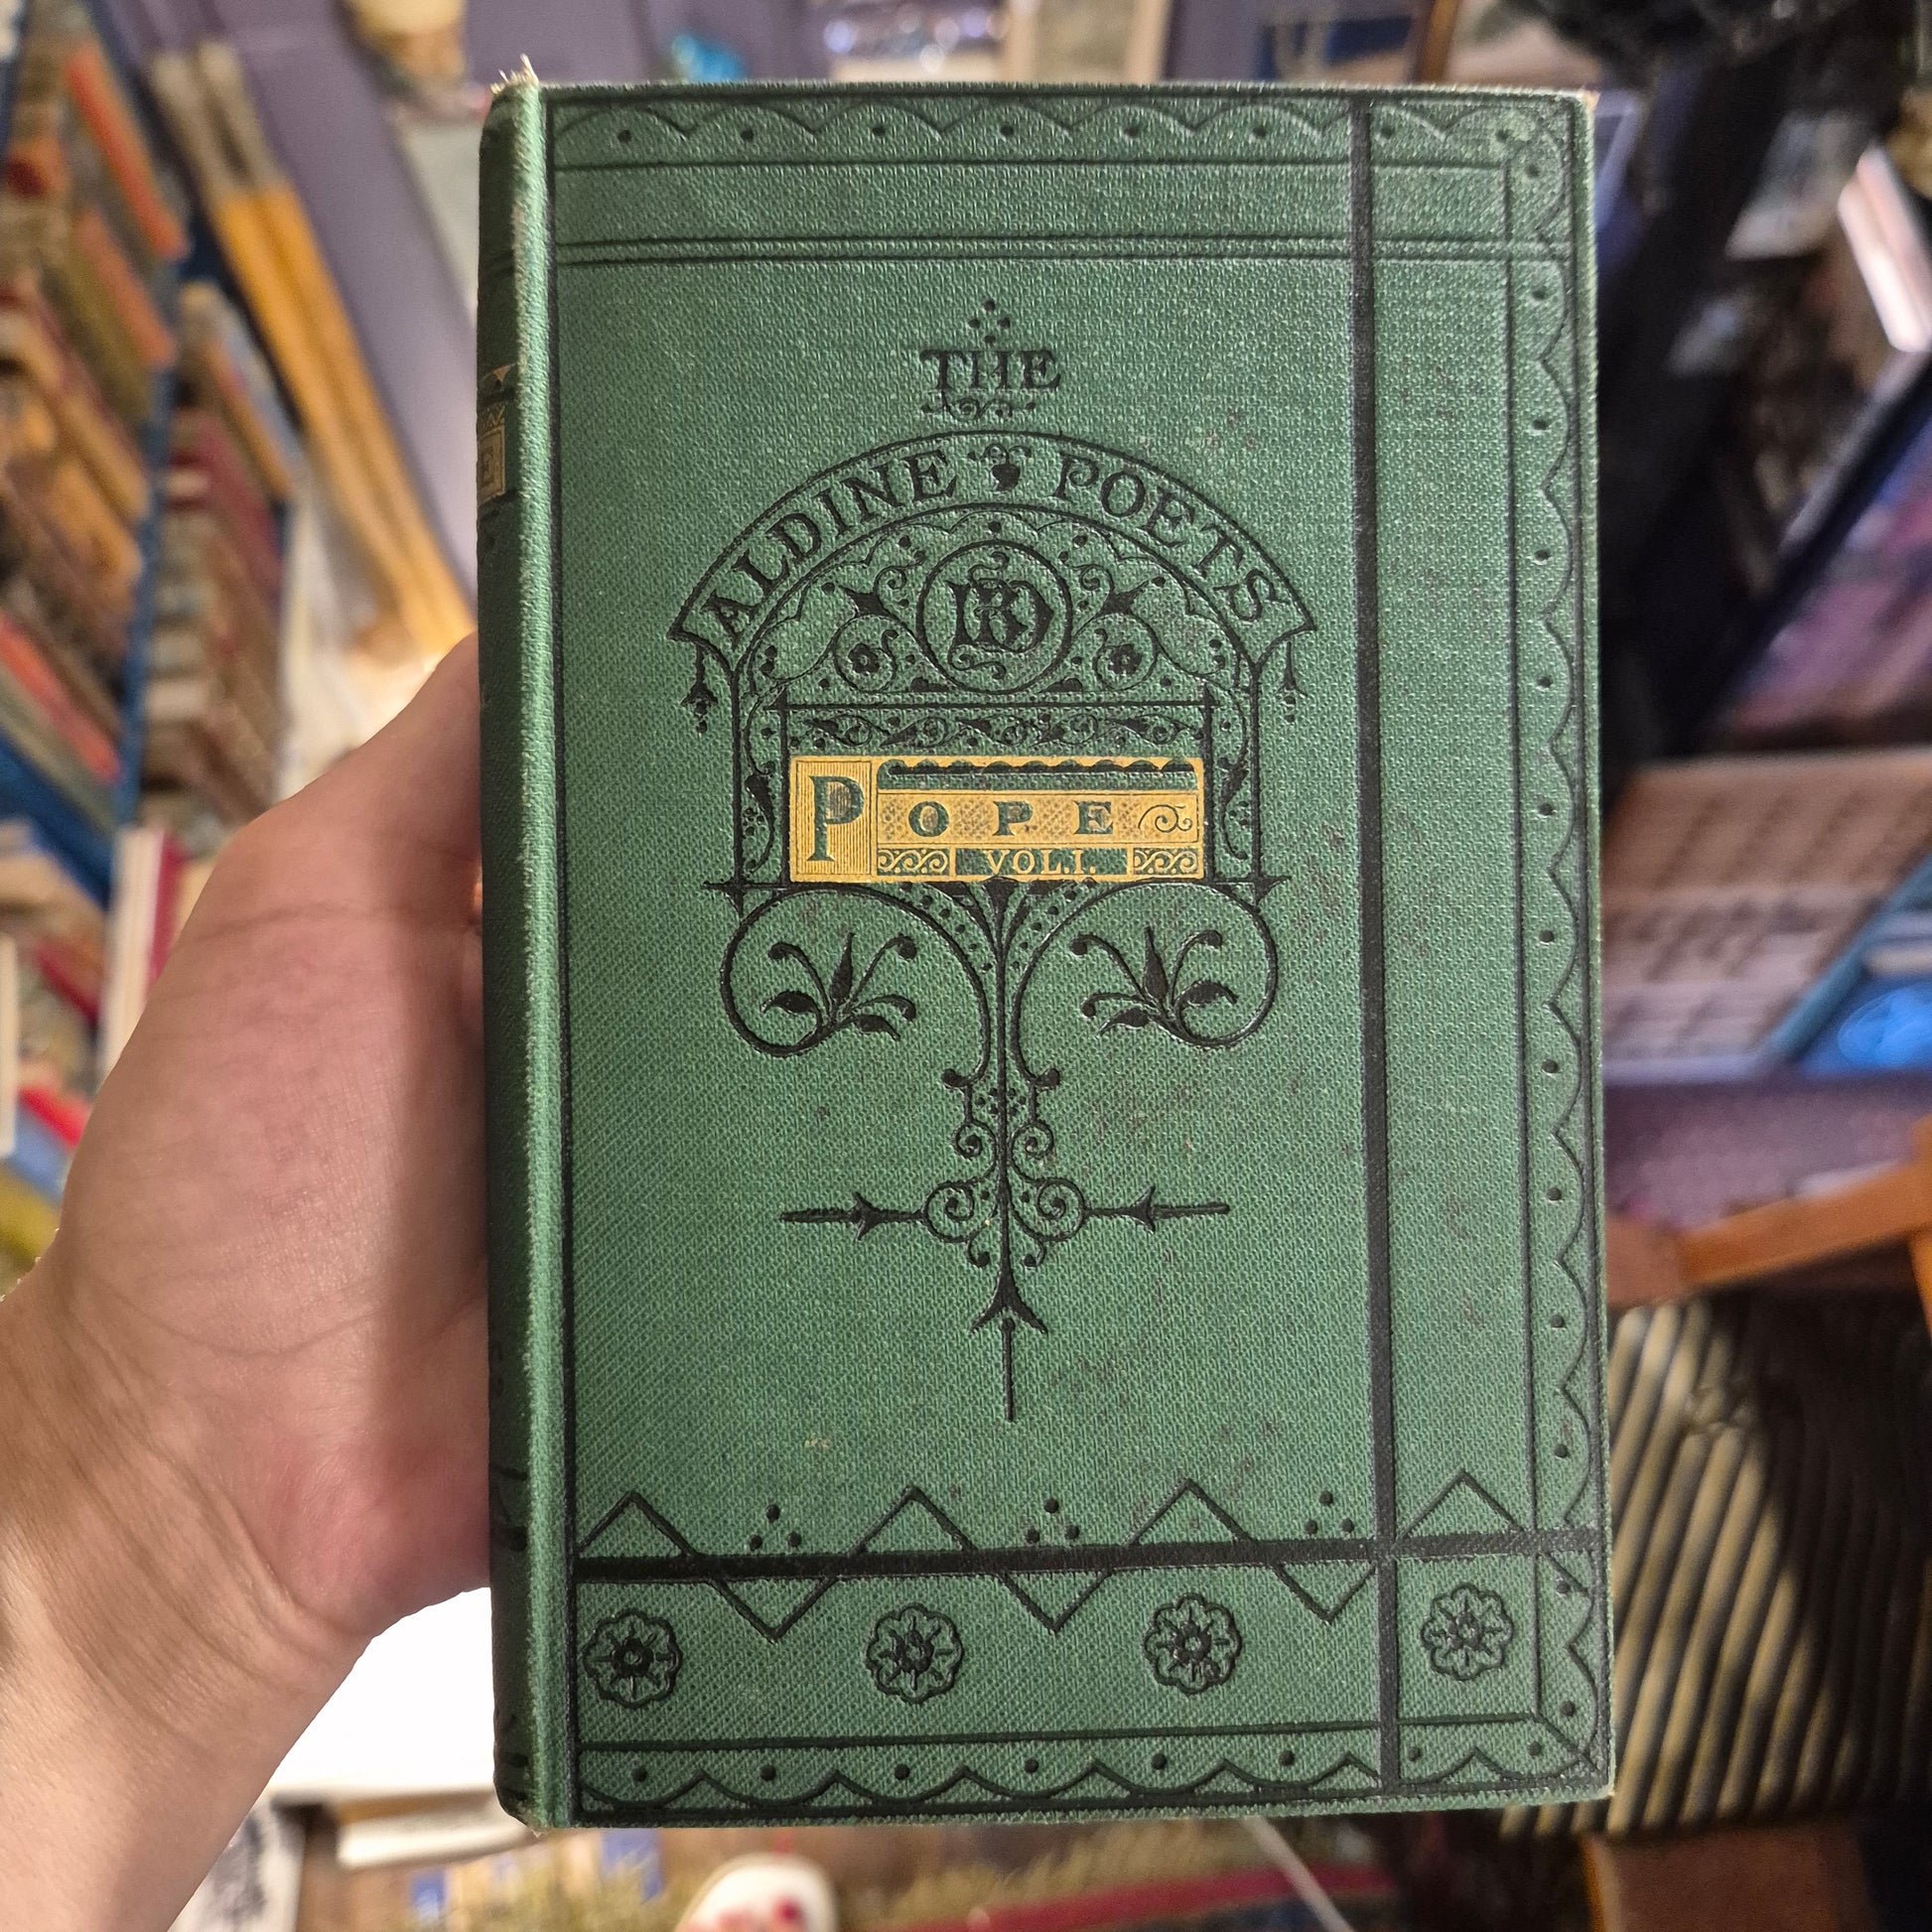 THE
ALDINE POETS
POPE
VOL. I.